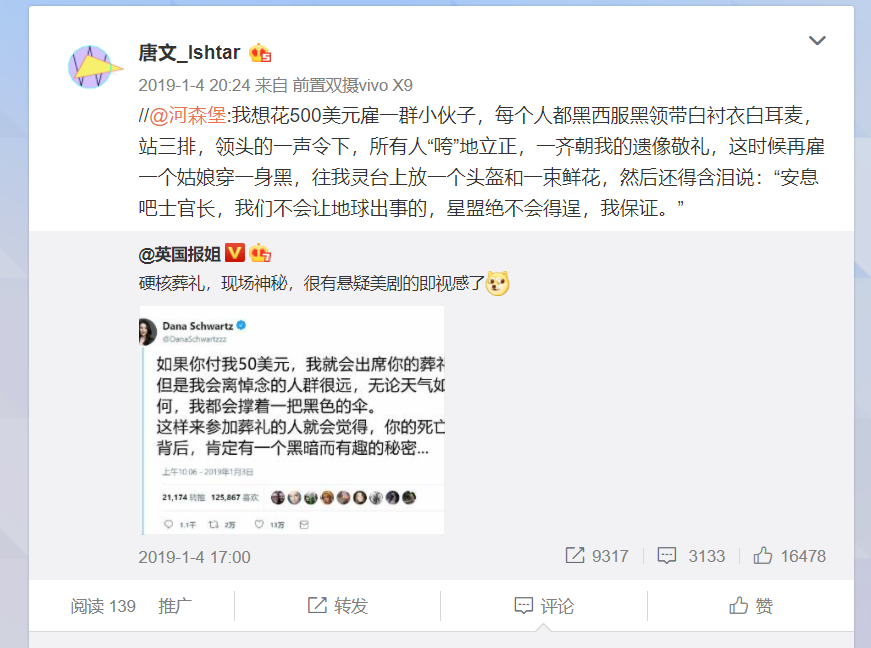 唐文_Ishtar
2019-1-4 20:24 来自 前置双摄vivo X9
//@河森堡:我想花500美元雇一群小伙子，每个人都黑西服黑领带白衬衣白耳麦，
站三排，领头的一声令下，所有人“咵”地立正，一齐朝我的遗像敬礼，这时候再雇
一个姑娘穿一身黑，往我灵台上放一个头盔和一束鲜花，然后还得含泪说：“安息
吧士官长，我们不会让地球出事的，星盟绝不会得逞，我保证。”
@英国报姐
硬核葬礼，现场神秘，很有悬疑美剧的即视感了
Dana Schwartz
@DanaSchwartzzz
如果你付我50美元，我就会出席你的葬礼
但是我会离悼念的人群很远，无论天气如
何，我都会撑着一把黑色的伞。
这样来参加葬礼的人就会觉得，你的死亡
背后，肯定有一个黑暗而有趣的秘密...
上午10:06 - 2019年1月3日
21,174 转推 125,867 喜欢
1.1千 2万 13万
2019-1-4 17:00 9317 3133 16478
阅读 139 推广 转发 评论 赞